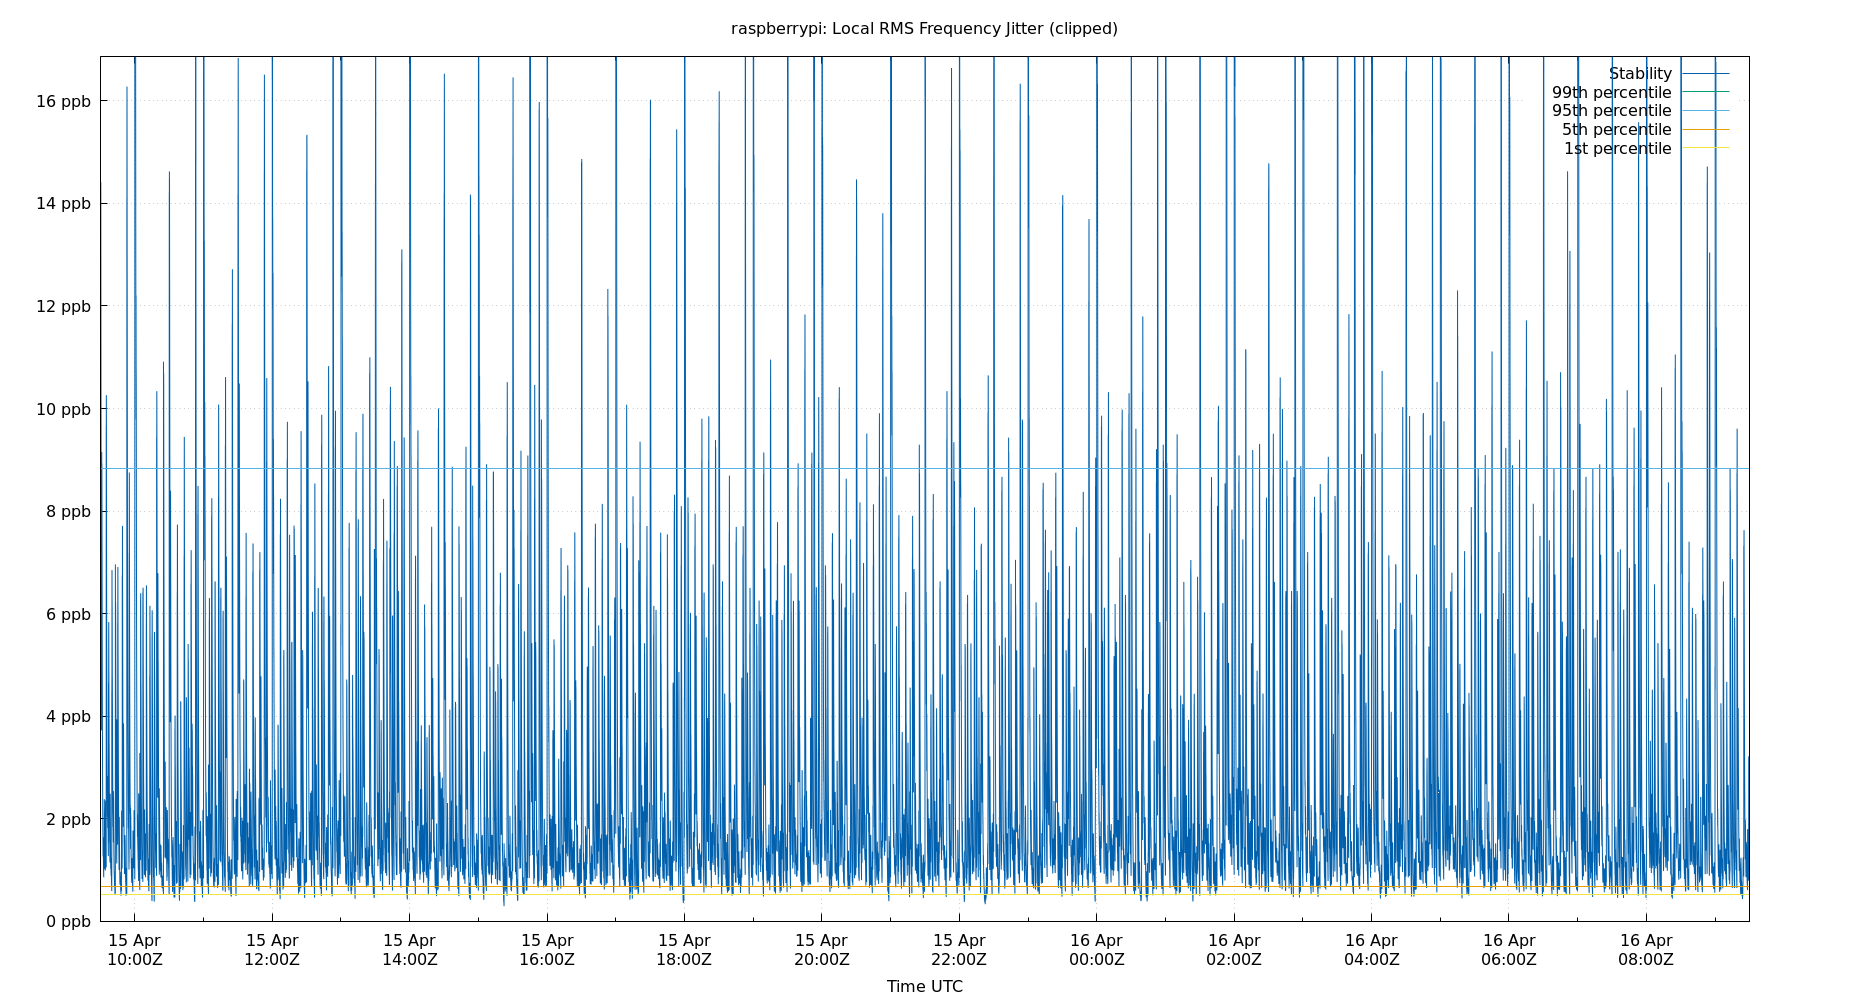 raspberrypi: Local RMS Frequency Jitter (clipped)
Stability
99th percentile
95th percentile
5th percentile
1st percentile
16 ppb
14 ppb
12 ppb
10 ppb
8 ppb
6 ppb
4 ppb
2 ppb
0 ppb
15 Apr 15 Apr 15 Apr 15 Apr 15 Apr 15 Apr 15 Apr 16 Apr 16 Apr 16 Apr 16 Apr 16 Apr
10:00Z 12:00Z 14:00Z 16:00Z 18:00Z 20:00Z 22:00Z 00:00Z 02:00Z 04:00Z 06:00Z 08:00Z
Time UTC